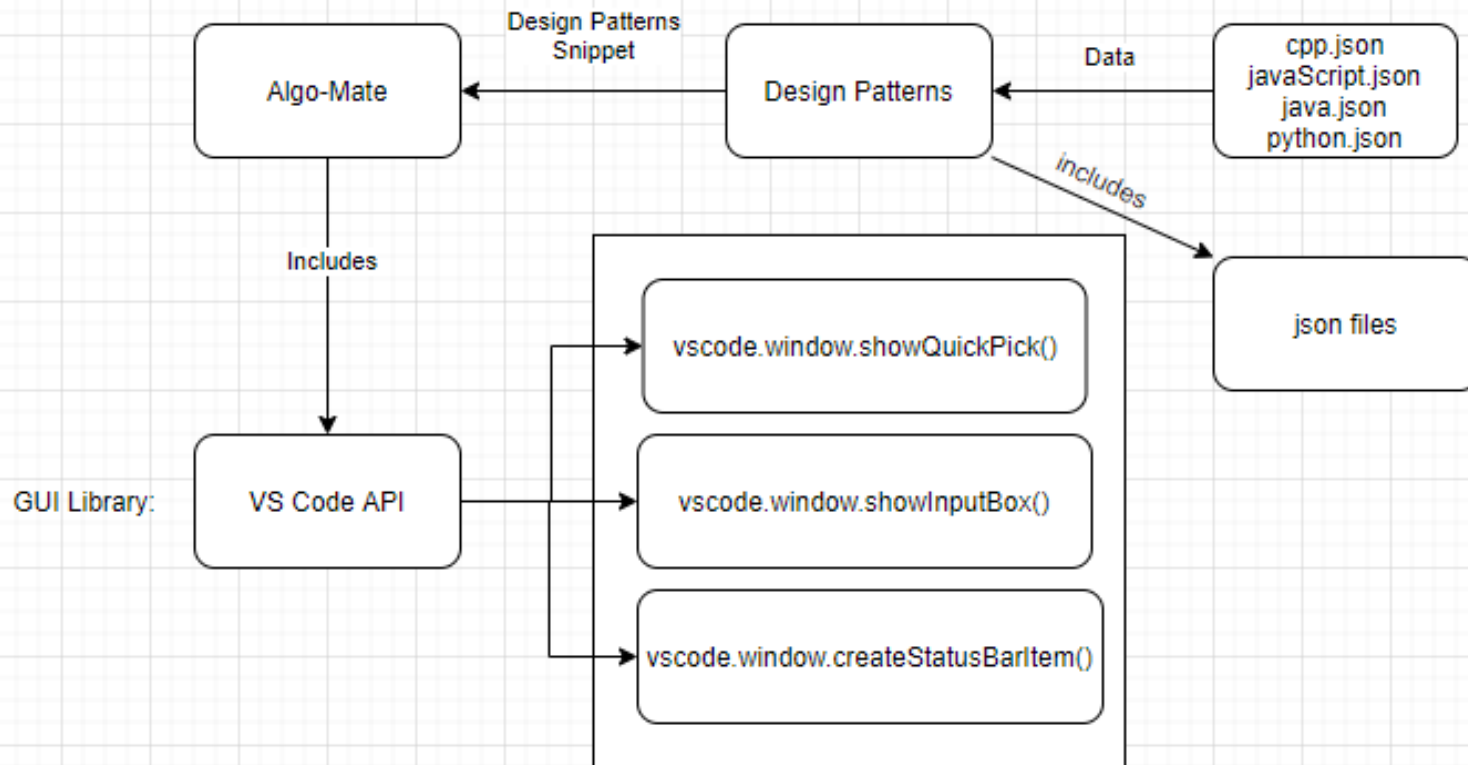 Design Patterns
Snippet
Algo-Mate
Design Patterns
Data
cpp.json
javaScript.json
java.json
python.json
includes
Includes
json files
vscode.window.showQuickPick()
GUI Library:
VS Code API
vscode.window.showInputBox()
vscode.window.createStatusBarItem()